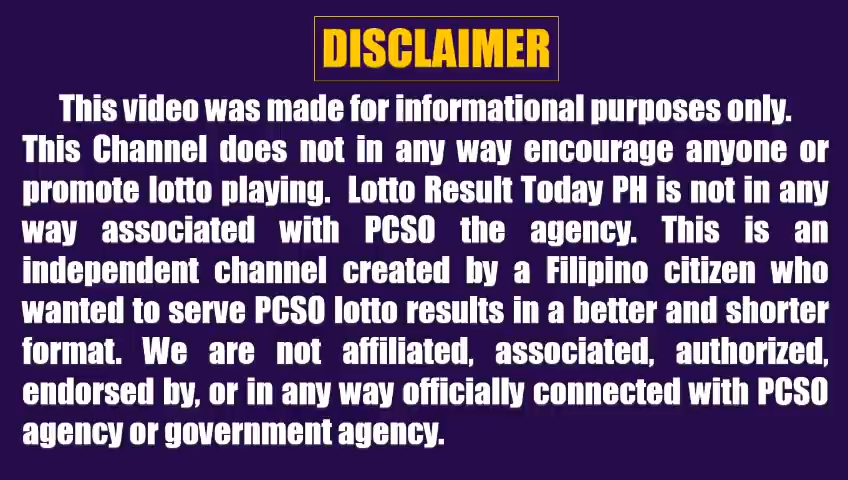 DISCLAIMER
This video was made for informational purposes only.
This Channel does not in any way encourage anyone or
promote lotto playing. Lotto Result Today PH is not in any
way associated with PCSO the agency. This is an
independent channel created by a Filipino citizen who
wanted to serve PCSO lotto results in a better and shorter
format. We are not affiliated, associated, authorized,
endorsed by, or in any way officially connected with PCSO
agency or government agency.